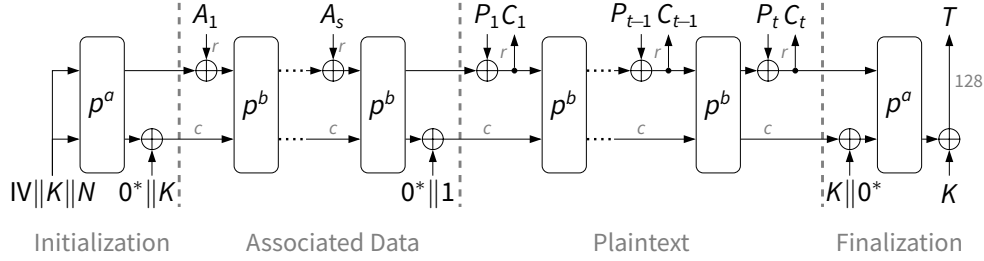 A₁ Aₛ P₁ C₁ Pₜ₋₁ Cₜ₋₁ Pₜ Cₜ T
r r r r r
pᵃ pᵇ pᵇ pᵇ pᵇ pᵃ 128
c c c c c
IV‖K‖N 0*‖K 0*‖1 K‖0* K
Initialization Associated Data Plaintext Finalization